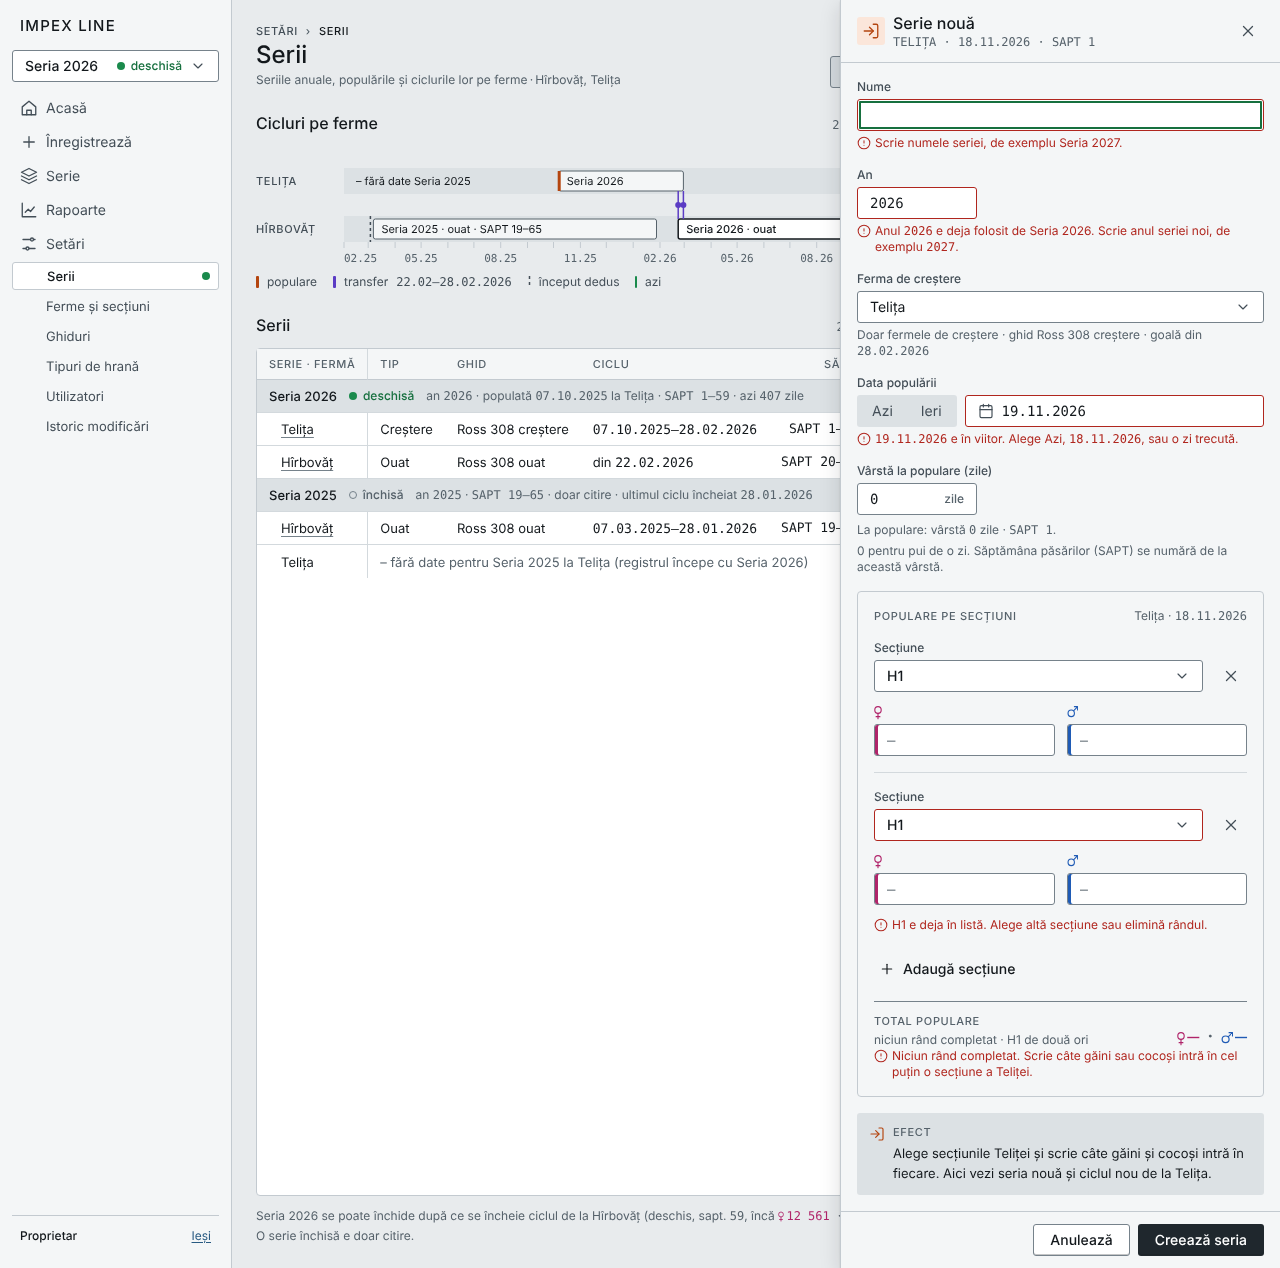 IMPEX LINE
Seria 2026 deschisă
Acasă
Înregistrează
Serie
Rapoarte
Setări
Serii
Ferme și secțiuni
Ghiduri
Tipuri de hrană
Utilizatori
Istoric modificări
Proprietar Ieși
SETĂRI › SERII
Serii
Seriile anuale, populările și ciclurile lor pe ferme · Hîrbovăț, Telița
Cicluri pe ferme
TELIȚA – fără date Seria 2025 Seria 2026
HÎRBOVĂȚ Seria 2025 · ouat · SAPT 19–65 Seria 2026 · ouat
02.25 05.25 08.25 11.25 02.26 05.26 08.26
populare transfer 22.02–28.02.2026 început dedus azi
Serii
SERIE · FERMĂ TIP GHID CICLU
Seria 2026 deschisă an 2026 · populată 07.10.2025 la Telița · SAPT 1–59 · azi 407 zile
Telița Creștere Ross 308 creștere 07.10.2025–28.02.2026 SAPT 1–
Hîrbovăț Ouat Ross 308 ouat din 22.02.2026 SAPT 20–
Seria 2025 închisă an 2025 · SAPT 19–65 · doar citire · ultimul ciclu încheiat 28.01.2026
Hîrbovăț Ouat Ross 308 ouat 07.03.2025–28.01.2026 SAPT 19–
Telița – fără date pentru Seria 2025 la Telița (registrul începe cu Seria 2026)
Seria 2026 se poate închide după ce se încheie ciclul de la Hîrbovăț (deschis, sapt. 59, încă ♀12 561 ·
O serie închisă e doar citire.
Serie nouă
TELIȚA · 18.11.2026 · SAPT 1
Nume
Scrie numele seriei, de exemplu Seria 2027.
An
2026
Anul 2026 e deja folosit de Seria 2026. Scrie anul seriei noi, de
exemplu 2027.
Ferma de creștere
Telița
Doar fermele de creștere · ghid Ross 308 creștere · goală din
28.02.2026
Data populării
Azi Ieri 19.11.2026
19.11.2026 e în viitor. Alege Azi, 18.11.2026, sau o zi trecută.
Vârstă la populare (zile)
0 zile
La populare: vârstă 0 zile · SAPT 1.
0 pentru pui de o zi. Săptămâna păsărilor (SAPT) se numără de la
această vârstă.
POPULARE PE SECȚIUNI Telița · 18.11.2026
Secțiune
H1
♀ ♂
– –
Secțiune
H1
♀ ♂
– –
H1 e deja în listă. Alege altă secțiune sau elimină rândul.
Adaugă secțiune
TOTAL POPULARE
niciun rând completat · H1 de două ori ♀— · ♂—
Niciun rând completat. Scrie câte găini sau cocoși intră în cel
puțin o secțiune a Teliței.
EFECT
Alege secțiunile Teliței și scrie câte găini și cocoși intră în
fiecare. Aici vezi seria nouă și ciclul nou de la Telița.
Anulează Creează seria